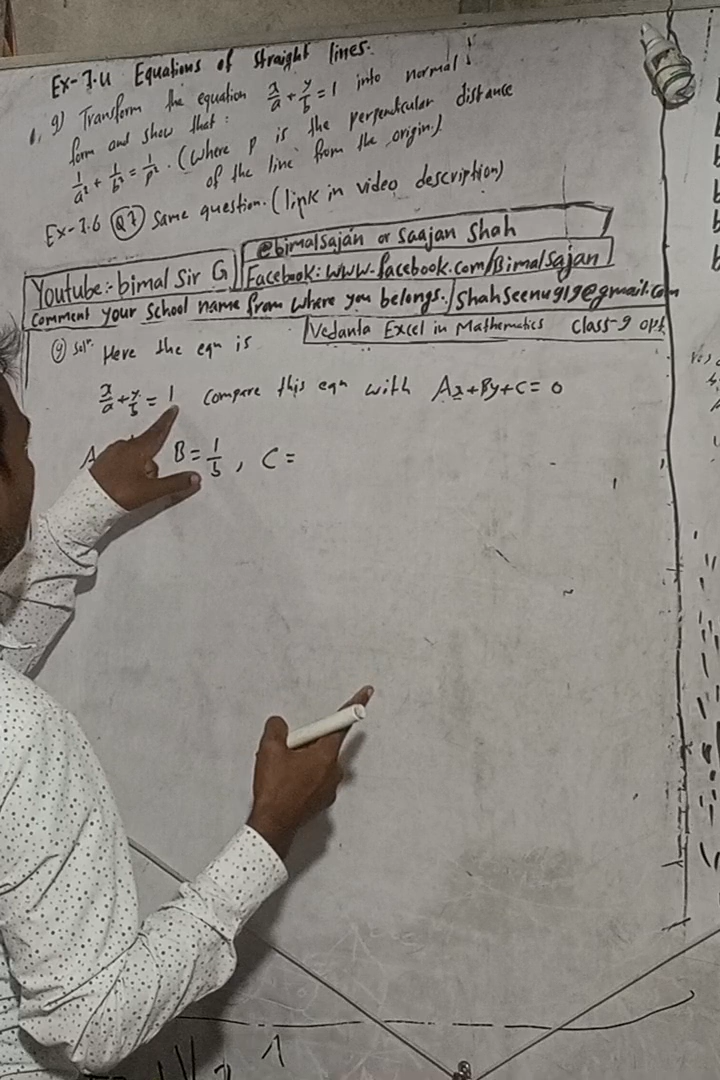 Ex-7.4 Equations of straight lines.
9) Transform the equation x/a + y/b = 1 into normal
form and show that:
1/a² + 1/b² = 1/p². (Where p is the perpendicular distance
of the line from the origin.)
Ex-7.6 Q7) Same question. (link in video description)
@bimalsajan or Saajan Shah
Youtube:- bimal Sir G
Facebook: www.facebook.com/Bimalsajan
Comment your School name from where you belongs. / Shahseenu919@gmail.com
Vedanta Excel in Mathematics Class-9 opt
9) Solⁿ. Here the eqn is
x/a + y/b = 1 compare this eqn with Ax+By+C = 0
A B = 1/b, C =